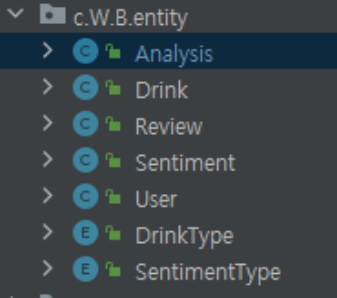 c.W.B.entity
C Analysis
C Drink
C Review
C Sentiment
C User
E DrinkType
E SentimentType